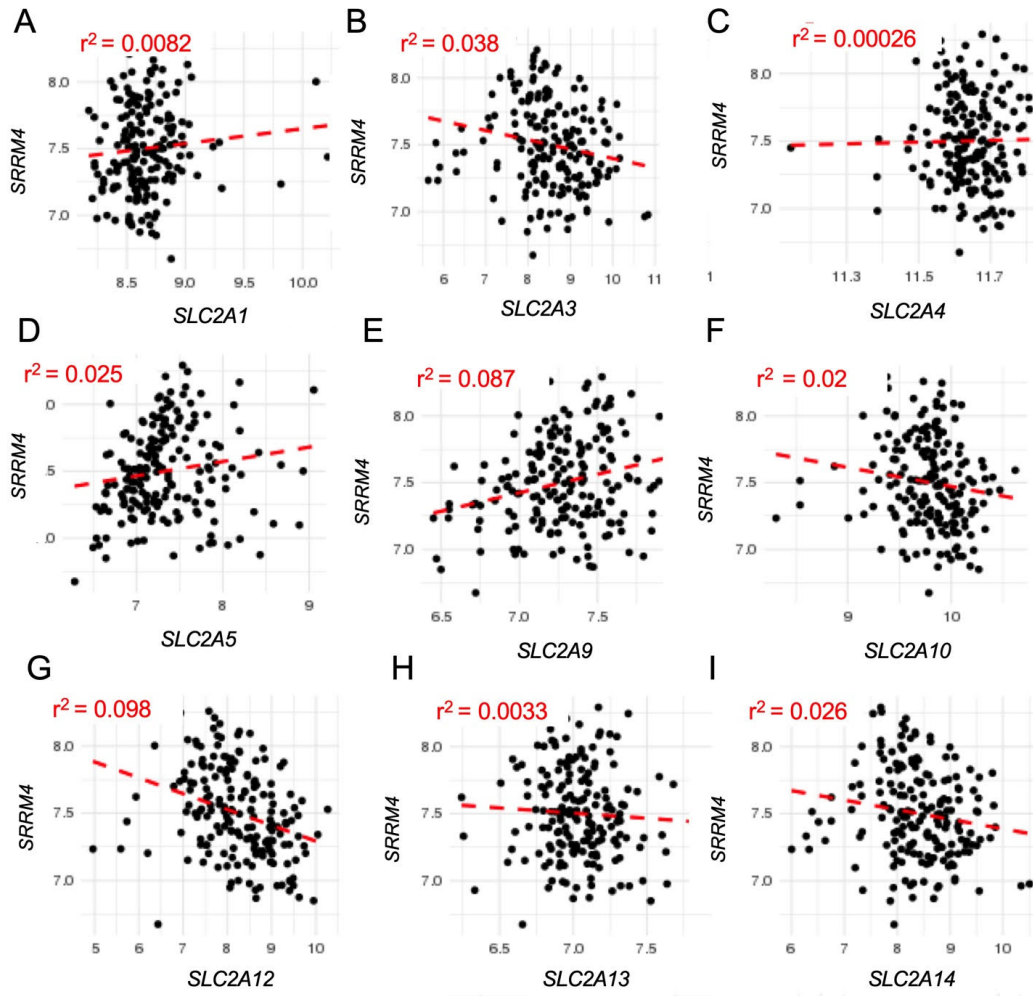 A
r² = 0.0082
SRRM4
8.0
7.5
7.0
8.5 9.0 9.5 10.0
SLC2A1
B
r² = 0.038
SRRM4
8.0
7.5
7.0
6 7 8 9 10 11
SLC2A3
C
r² = 0.00026
SRRM4
8.0
7.5
7.0
1 11.3 11.5 11.7
SLC2A4
D
r² = 0.025
SRRM4
.0
.5
.0
7 8 9
SLC2A5
E
r² = 0.087
SRRM4
8.0
7.5
7.0
6.5 7.0 7.5
SLC2A9
F
r² = 0.02
SRRM4
8.0
7.5
7.0
9 10
SLC2A10
G
r² = 0.098
SRRM4
8.0
7.5
7.0
5 6 7 8 9 10
SLC2A12
H
r² = 0.0033
SRRM4
8.0
7.5
7.0
6.5 7.0 7.5
SLC2A13
I
r² = 0.026
SRRM4
8.0
7.5
7.0
6 7 8 9 10
SLC2A14